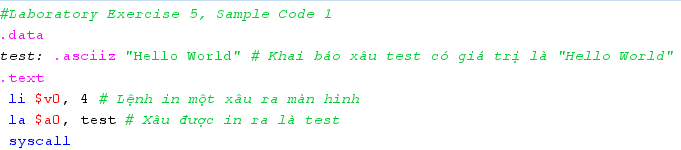 #Laboratory Exercise 5, Sample Code 1
.data
test: .asciiz "Hello World" # Khai báo xâu test có giá trị là "Hello World"
.text
li $v0, 4 # Lệnh in một xâu ra màn hình
la $a0, test # Xâu được in ra là test
syscall